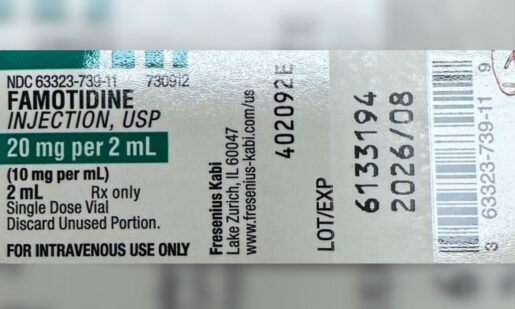 NDC 63323-739-11 730912
FAMOTIDINE
INJECTION, USP
20 mg per 2 mL
(10 mg per mL)
2 mL Rx only
Single Dose Vial
Discard Unused Portion.
FOR INTRAVENOUS USE ONLY
Fresenius Kabi
Lake Zurich, IL 60047
www.fresenius-kabi.com/us
402092E
LOT/EXP
6133194
2026/08
3 63323-739-11 9